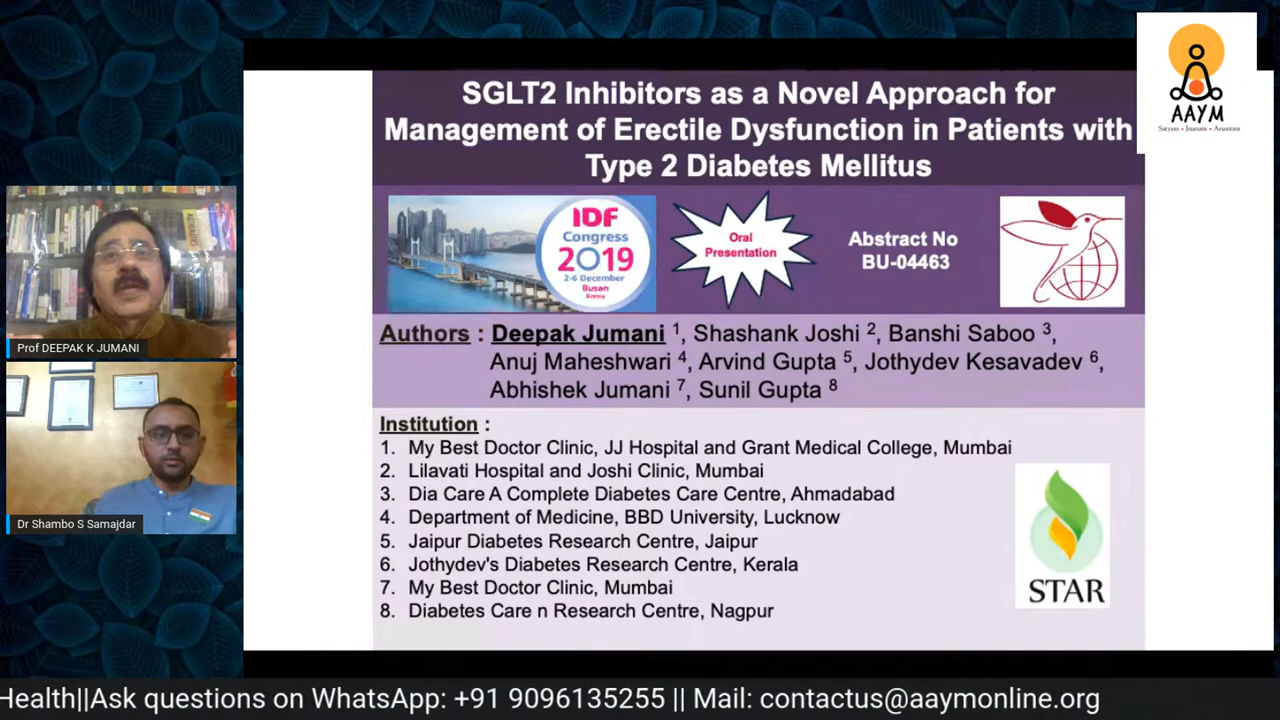 SGLT2 Inhibitors as a Novel Approach for
Management of Erectile Dysfunction in Patients with
Type 2 Diabetes Mellitus
AAYM
Satyam • Jnanam • Anantam
IDF
Congress
2019
2-6 December
Busan
Korea
Oral
Presentation
Abstract No
BU-04463
Authors : Deepak Jumani 1, Shashank Joshi 2, Banshi Saboo 3,
Anuj Maheshwari 4, Arvind Gupta 5, Jothydev Kesavadev 6,
Abhishek Jumani 7, Sunil Gupta 8
Institution :
1. My Best Doctor Clinic, JJ Hospital and Grant Medical College, Mumbai
2. Lilavati Hospital and Joshi Clinic, Mumbai
3. Dia Care A Complete Diabetes Care Centre, Ahmadabad
4. Department of Medicine, BBD University, Lucknow
5. Jaipur Diabetes Research Centre, Jaipur
6. Jothydev's Diabetes Research Centre, Kerala
7. My Best Doctor Clinic, Mumbai
8. Diabetes Care n Research Centre, Nagpur
STAR
Prof DEEPAK K JUMANI
Dr Shambo S Samajdar
Health||Ask questions on WhatsApp: +91 9096135255 || Mail: contactus@aaymonline.org